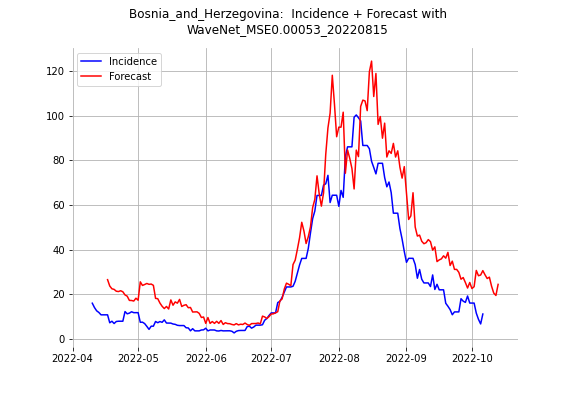 Bosnia_and_Herzegovina:  Incidence + Forecast with
WaveNet_MSE0.00053_20220815
Incidence
Forecast
120
100
80
60
40
20
0
2022-04 2022-05 2022-06 2022-07 2022-08 2022-09 2022-10